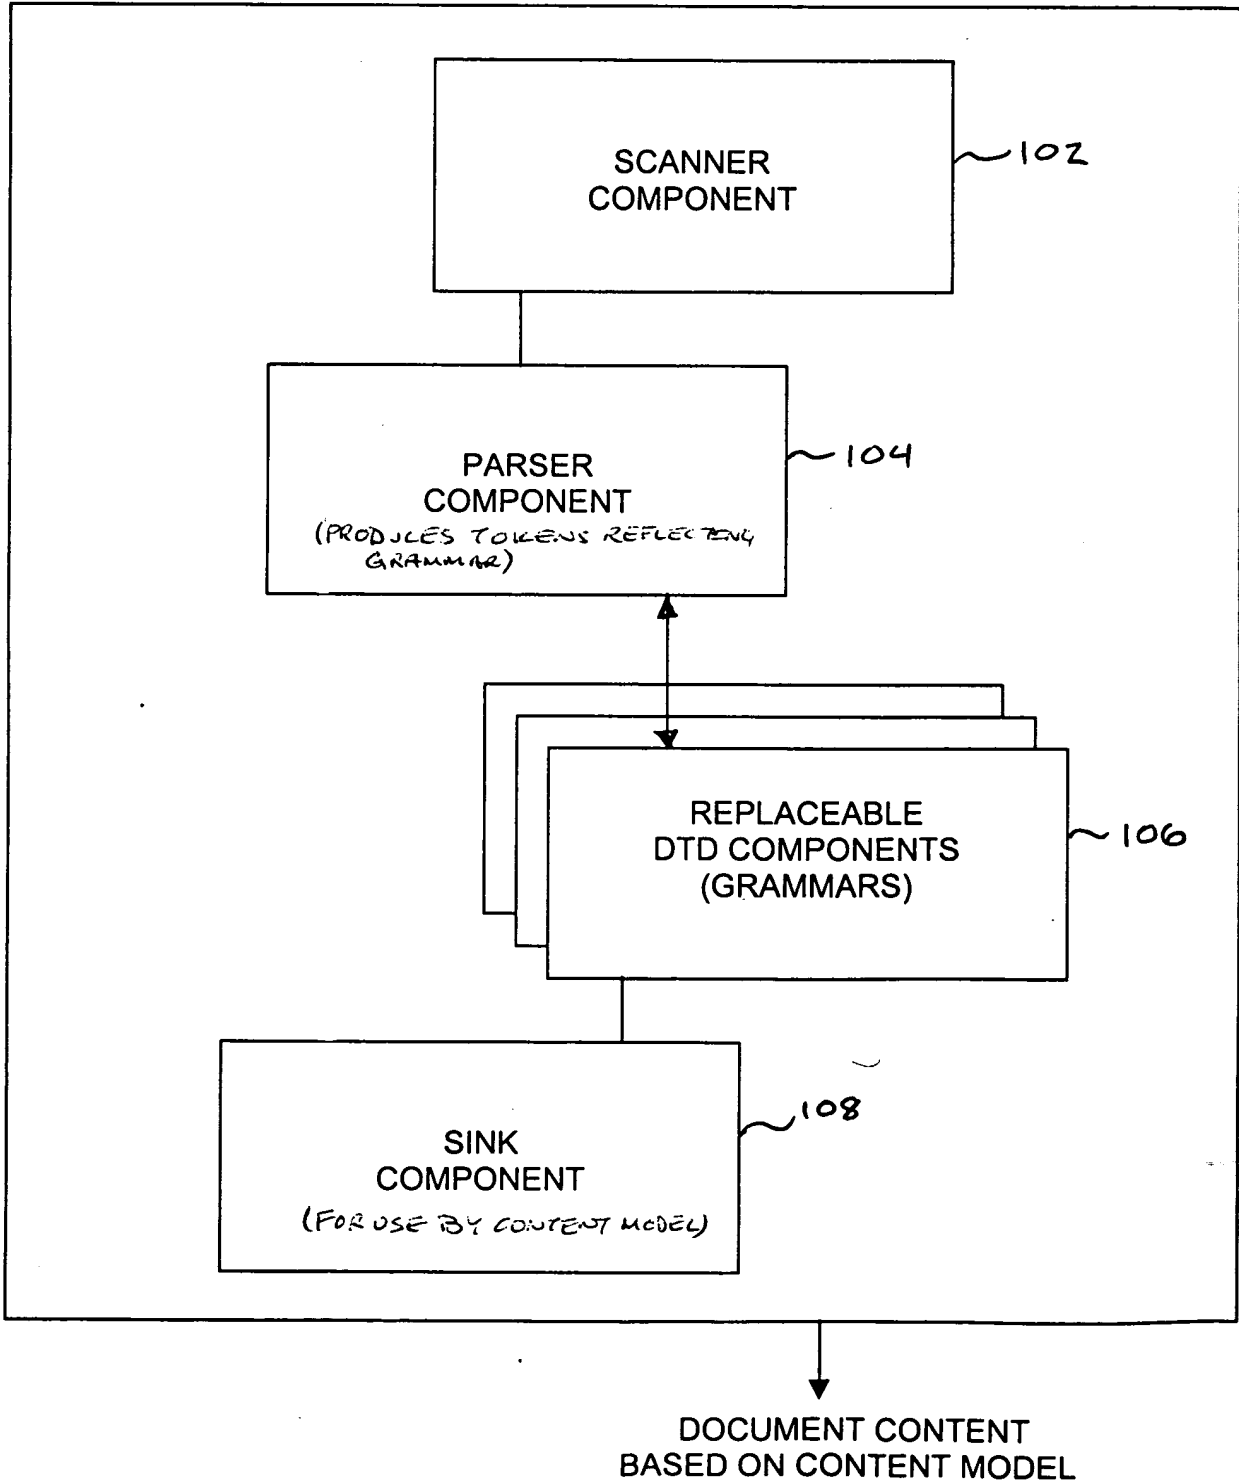 SCANNER
COMPONENT
102
PARSER
COMPONENT
(PRODUCES TOKENS REFLECTING
GRAMMAR)
104
REPLACEABLE
DTD COMPONENTS
(GRAMMARS)
106
SINK
COMPONENT
(FOR USE BY CONTENT MODEL)
108
DOCUMENT CONTENT
BASED ON CONTENT MODEL